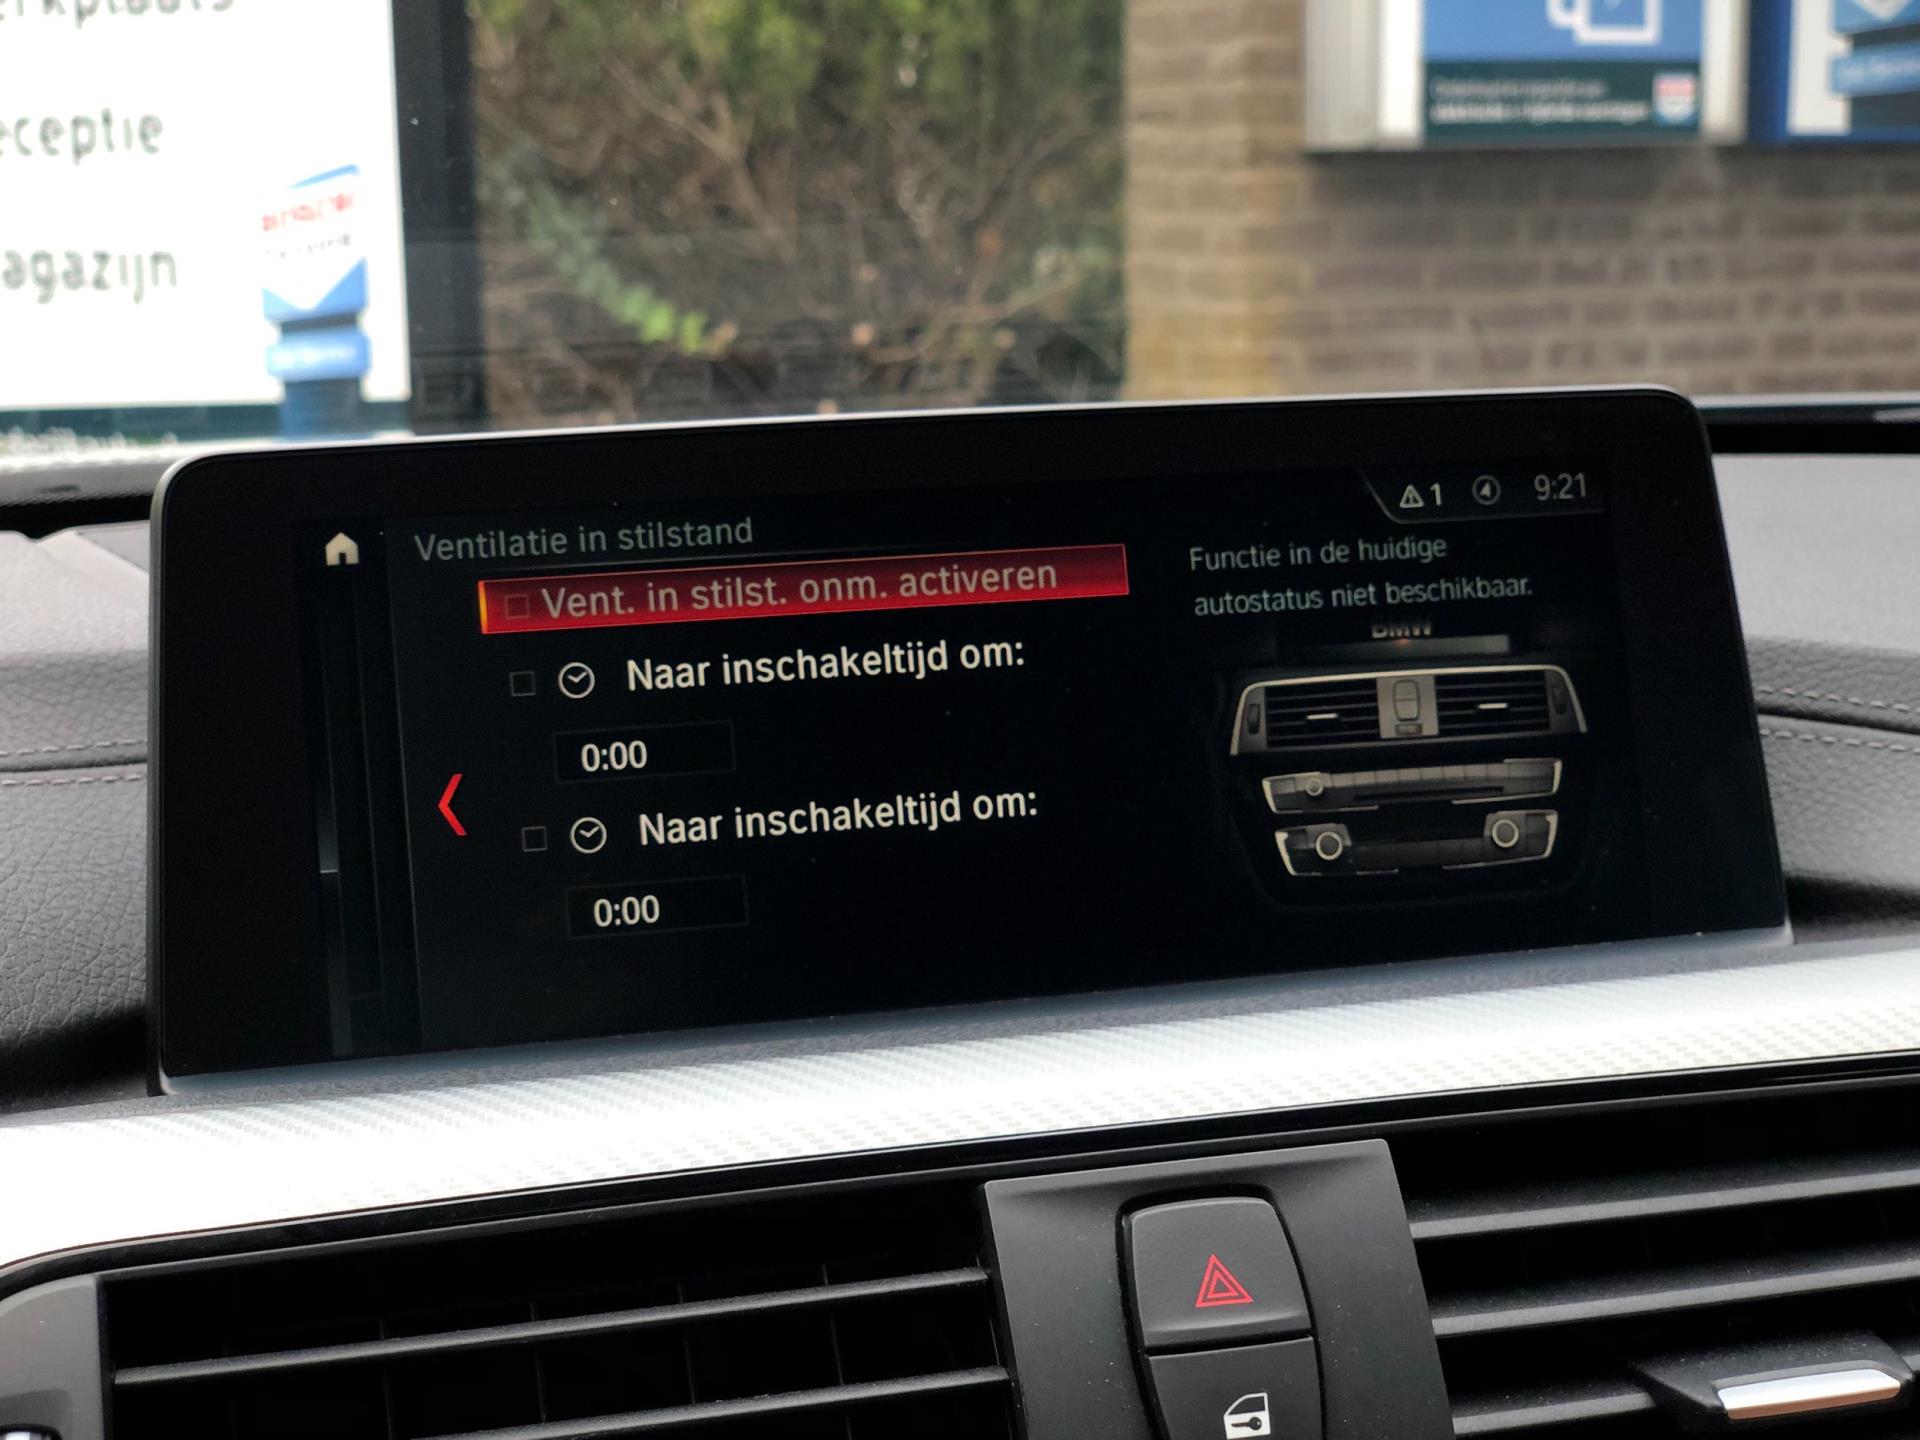 eceptie
agazijn
1
9:21
Ventilatie in stilstand
Vent. in stilst. onm. activeren
Naar inschakeltijd om:
0:00
Naar inschakeltijd om:
0:00
Functie in de huidige
autostatus niet beschikbaar.
BMW